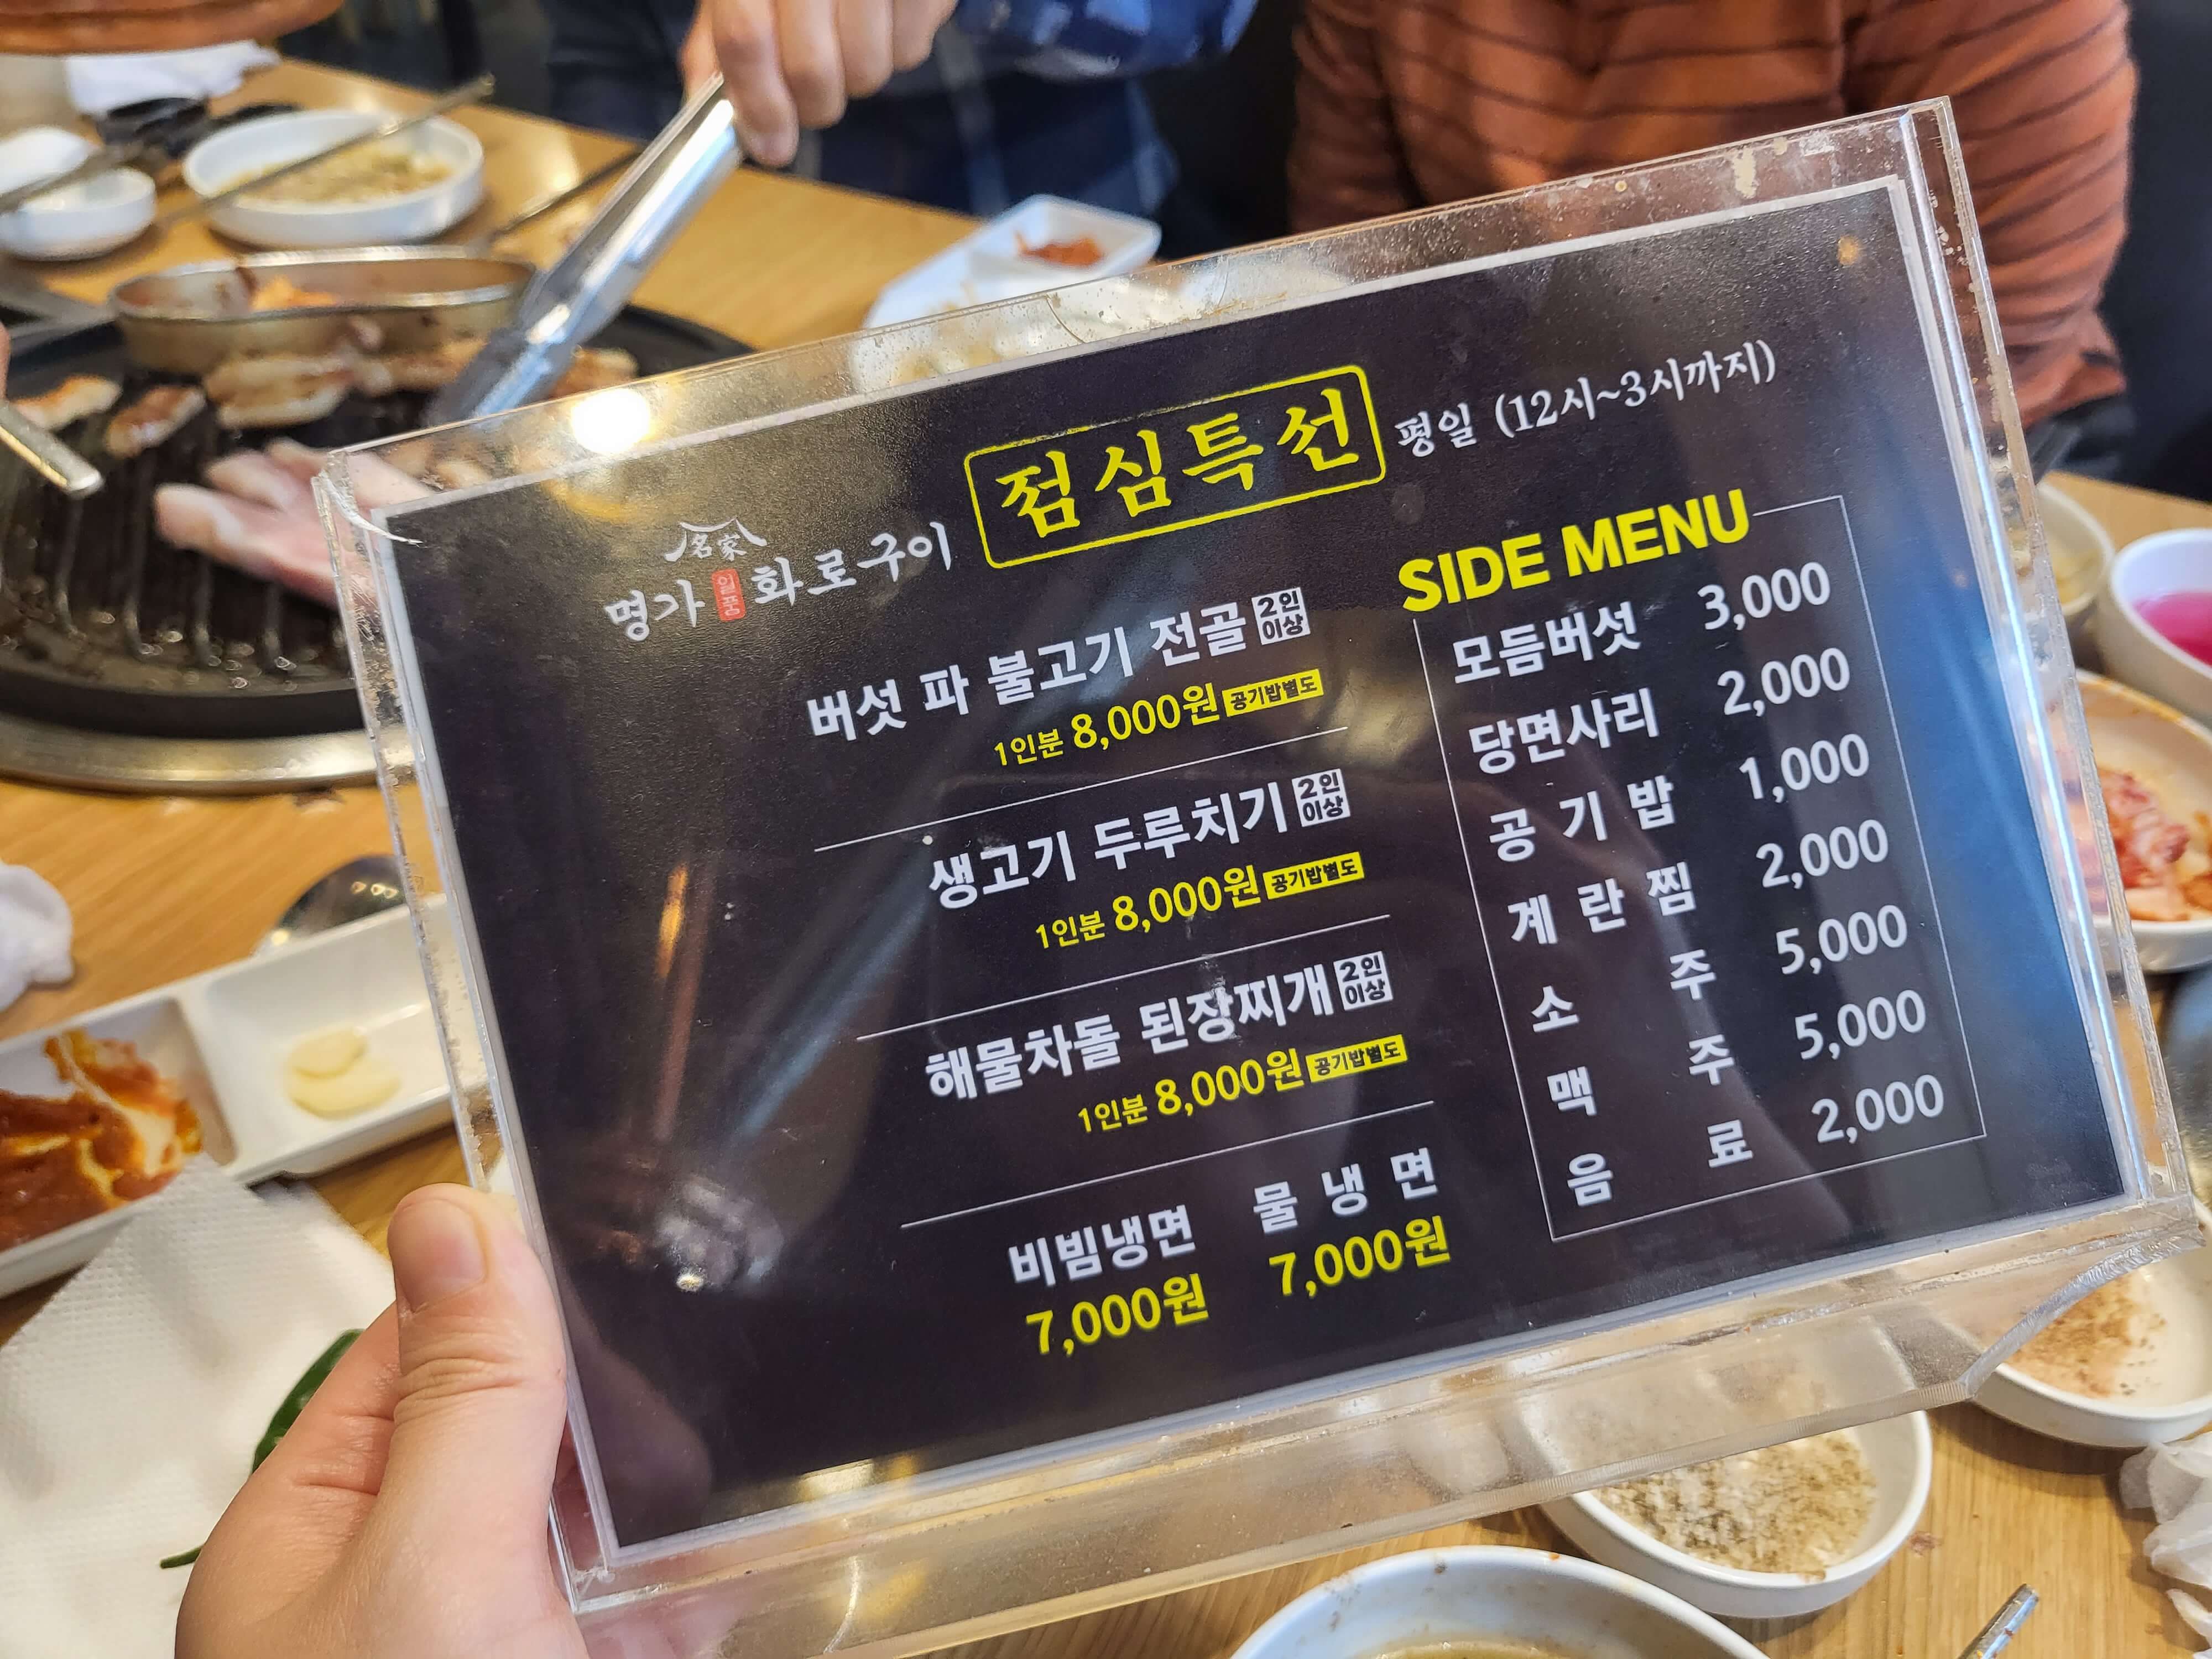 점심특선 평일 (12시~3시까지)
名家
명가 일품 화로구이
버섯 파 불고기 전골 2인 이상
1인분 8,000원 공기밥별도
생고기 두루치기 2인 이상
1인분 8,000원 공기밥별도
해물차돌 된장찌개 2인 이상
1인분 8,000원 공기밥별도
비빔냉면 물냉면
7,000원 7,000원
SIDE MENU
모듬버섯 3,000
당면사리 2,000
공기밥 1,000
계란찜 2,000
소주 5,000
맥주 5,000
음료 2,000